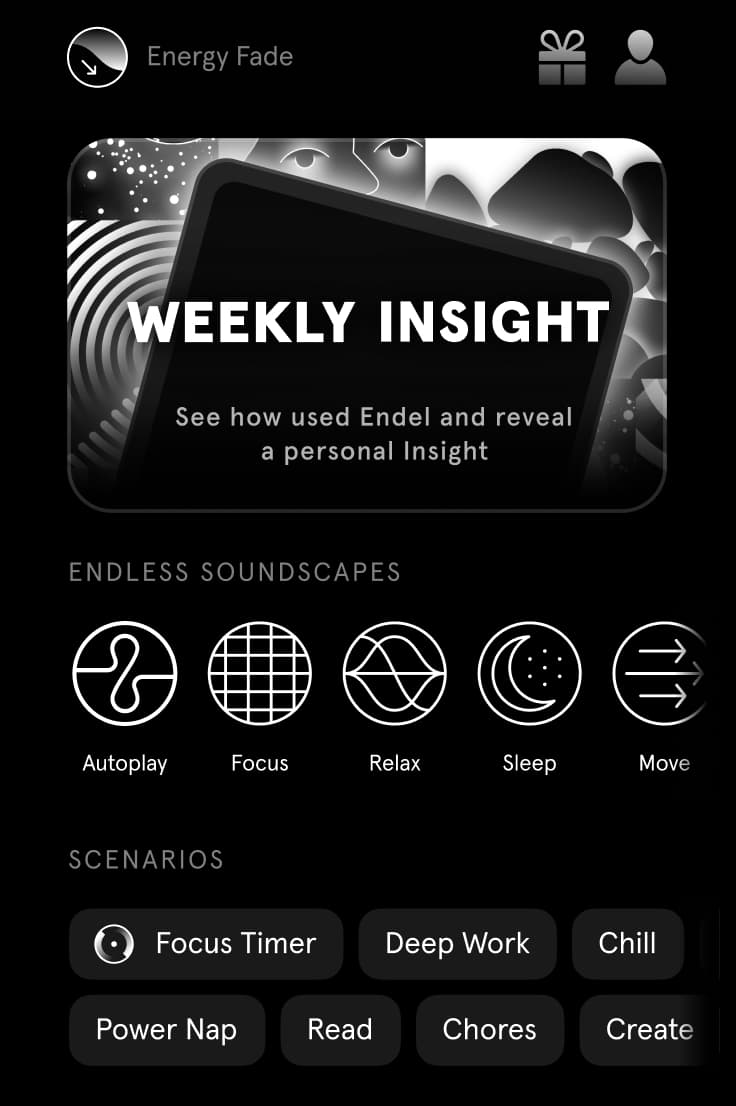 Energy Fade
WEEKLY INSIGHT
See how used Endel and reveal
a personal Insight
ENDLESS SOUNDSCAPES
Autoplay Focus Relax Sleep Move
SCENARIOS
Focus Timer Deep Work Chill
Power Nap Read Chores Create